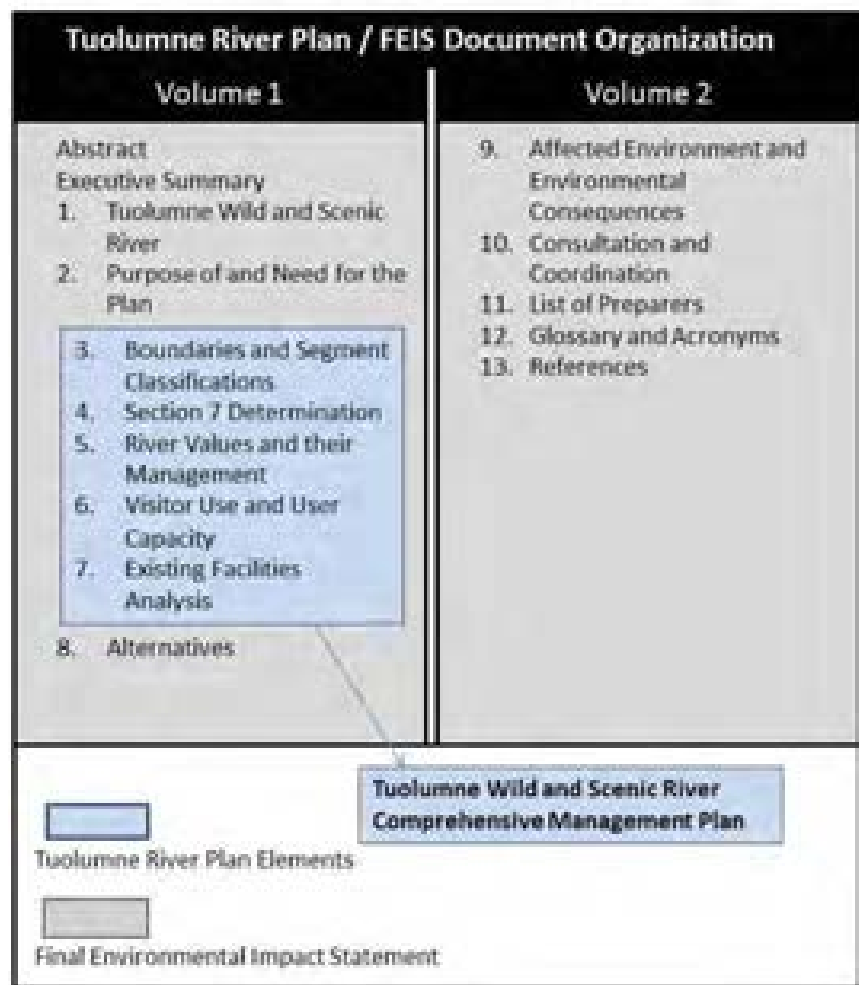 Tuolumne River Plan / FEIS Document Organization
Volume 1
Abstract
Executive Summary
1. Tuolumne Wild and Scenic
River
2. Purpose of and Need for the
Plan
3. Boundaries and Segment
Classifications
4. Section 7 Determination
5. River Values and their
Management
6. Visitor Use and User
Capacity
7. Existing Facilities
Analysis
8. Alternatives
Volume 2
9. Affected Environment and
Environmental
Consequences
10. Consultation and
Coordination
11. List of Preparers
12. Glossary and Acronyms
13. References
Tuolumne Wild and Scenic River
Comprehensive Management Plan
Tuolumne River Plan Elements
Final Environmental Impact Statement